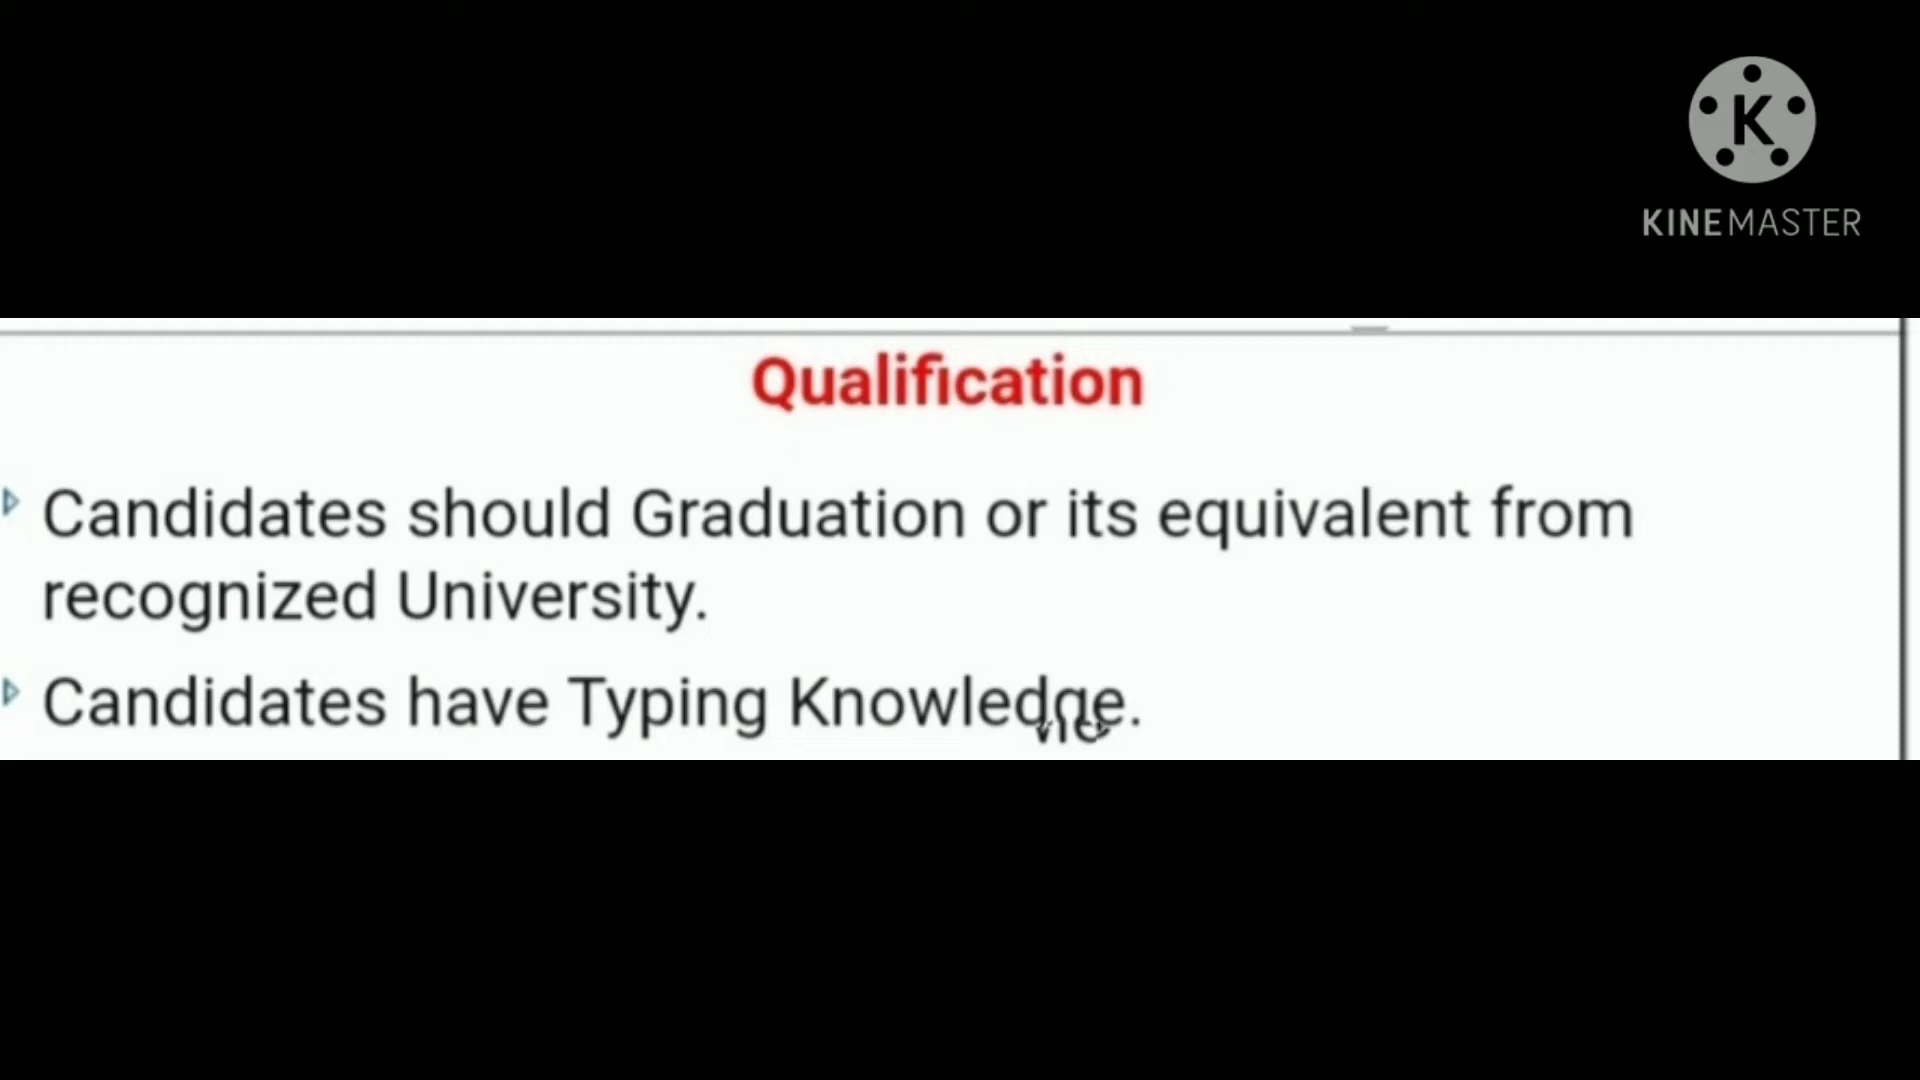 K
KINEMASTER
Qualification
Candidates should Graduation or its equivalent from
recognized University.
Candidates have Typing Knowledge.